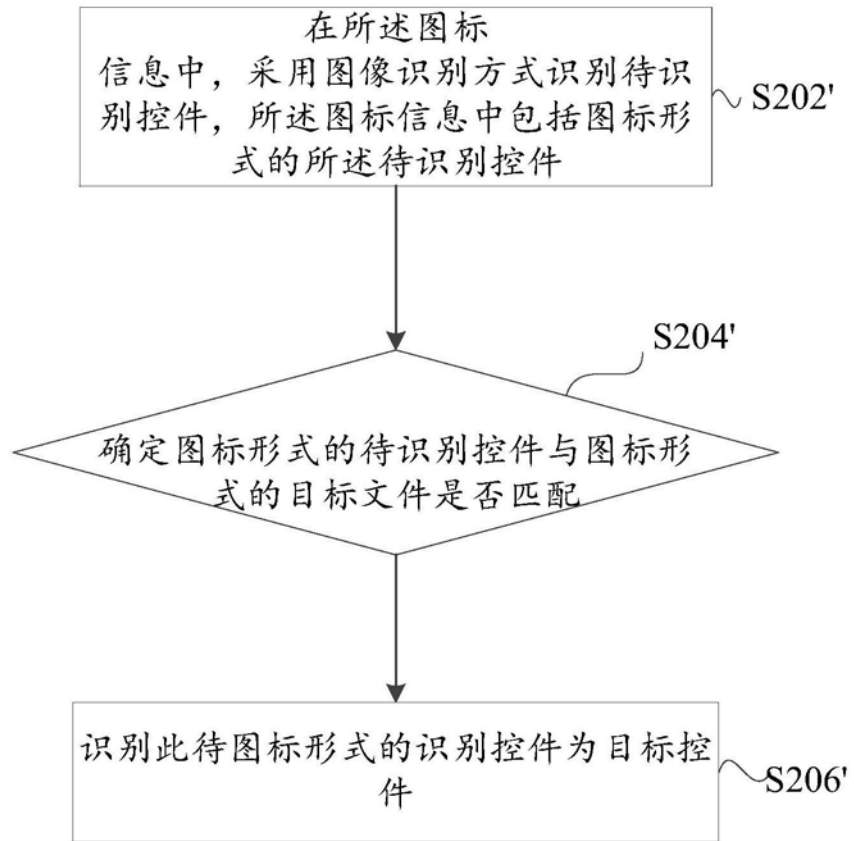 在所述图标
信息中，采用图像识别方式识别待识
别控件，所述图标信息中包括图标形
式的所述待识别控件
S202'
S204'
确定图标形式的待识别控件与图标形
式的目标文件是否匹配
识别此待图标形式的识别控件为目标控
件
S206'